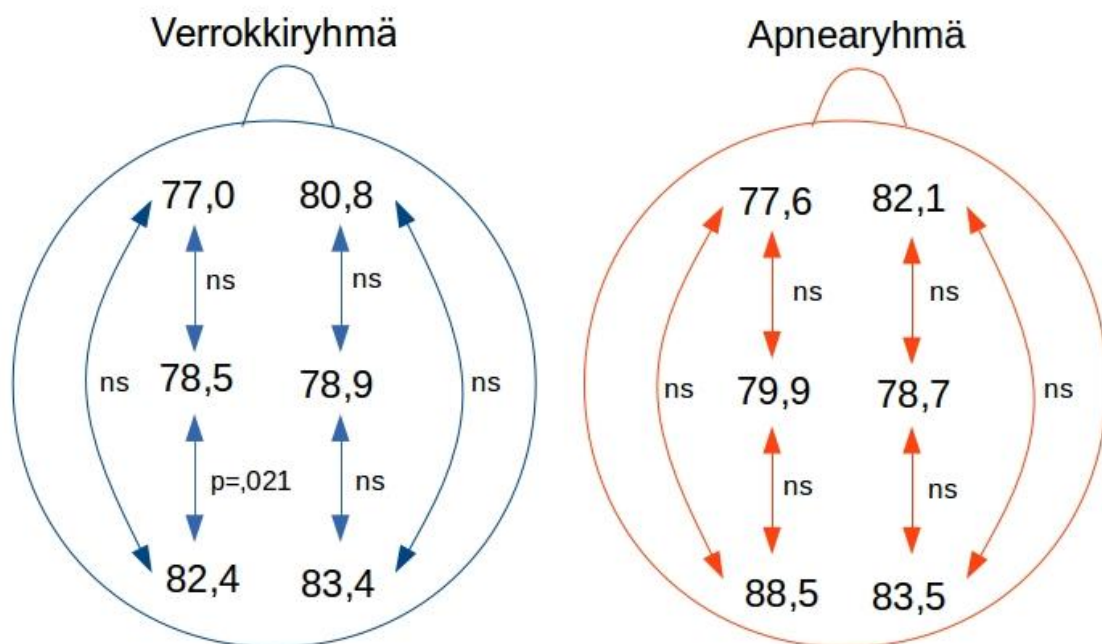 Verrokkiryhmä
77,0 80,8
ns ns
78,5 78,9
ns ns
p=,021 ns
82,4 83,4
Apnearyhmä
77,6 82,1
ns ns
79,9 78,7
ns ns
ns ns
88,5 83,5